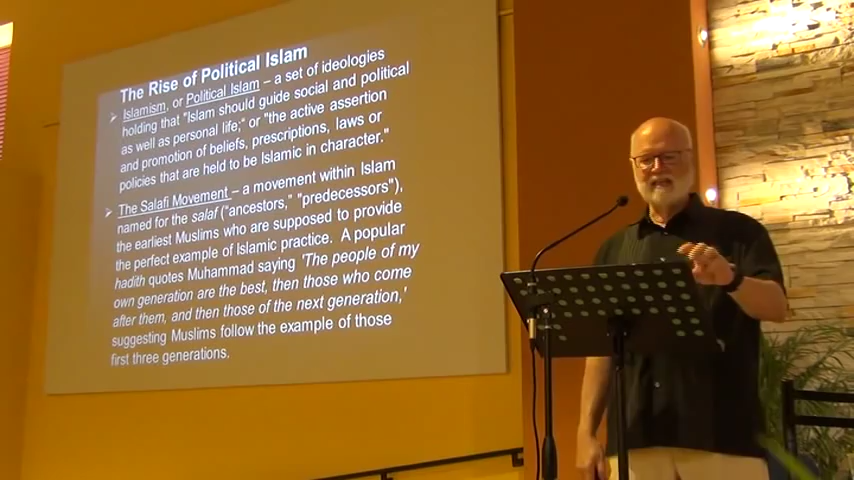 The Rise of Political Islam
➢ Islamism, or Political Islam – a set of ideologies
holding that "Islam should guide social and political
as well as personal life;" or "the active assertion
and promotion of beliefs, prescriptions, laws or
policies that are held to be Islamic in character."
➢ The Salafi Movement – a movement within Islam
named for the salaf ("ancestors," "predecessors"),
the earliest Muslims who are supposed to provide
the perfect example of Islamic practice. A popular
hadith quotes Muhammad saying 'The people of my
own generation are the best, then those who come
after them, and then those of the next generation,'
suggesting Muslims follow the example of those
first three generations.